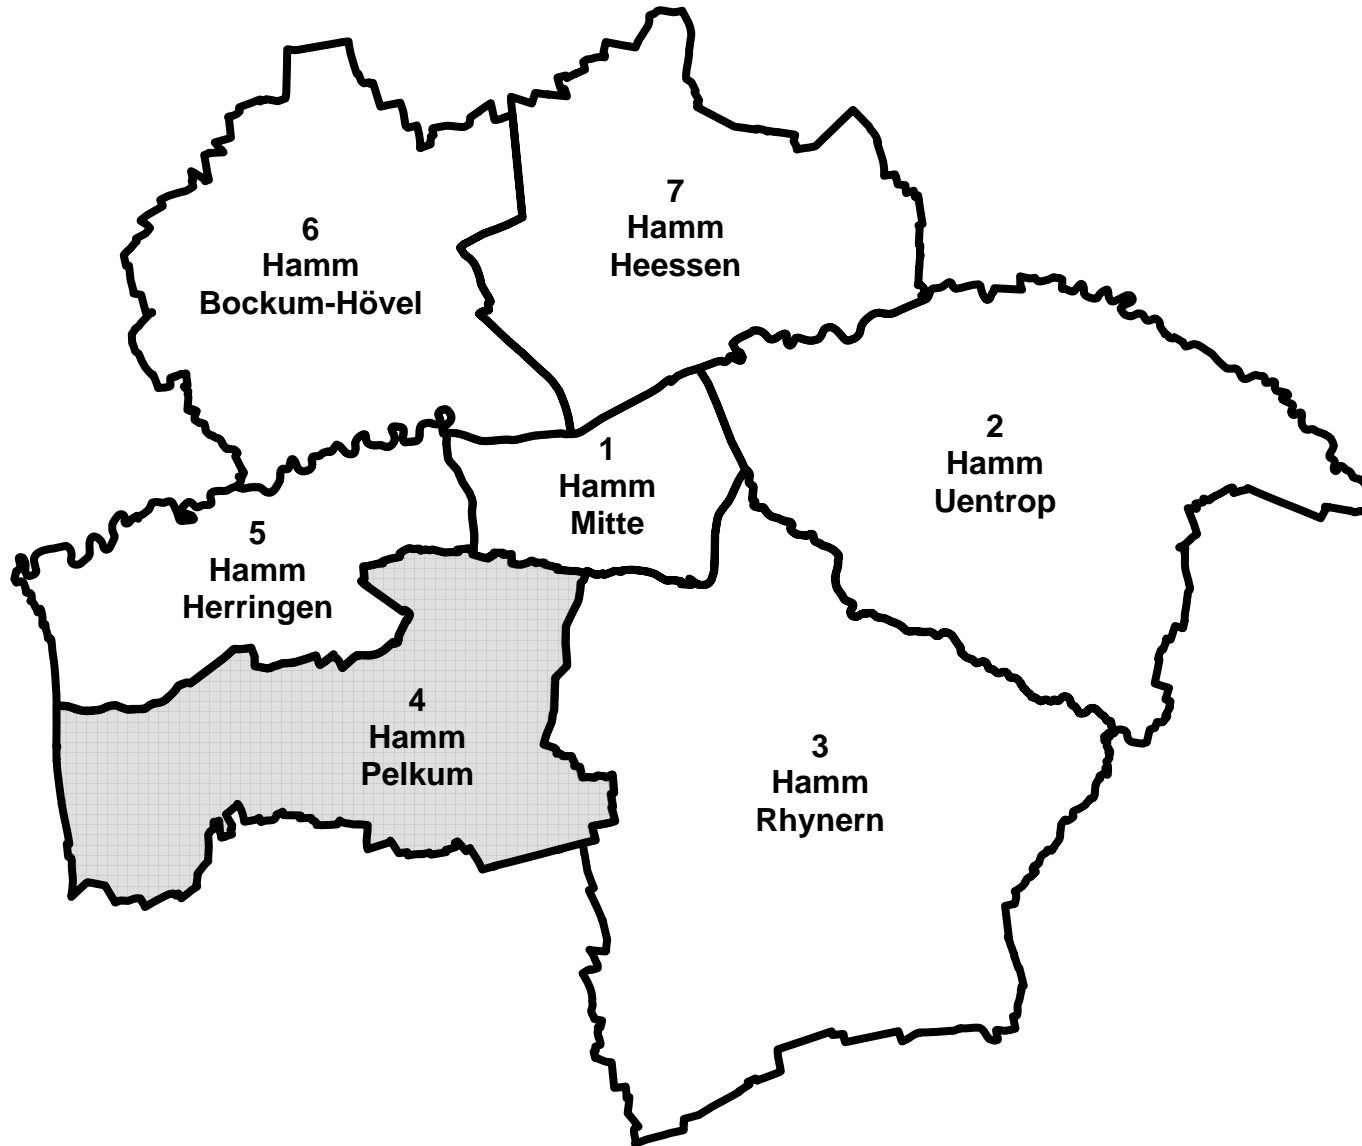 7
Hamm
Heessen
6
Hamm
Bockum-Hövel
2
Hamm
Uentrop
1
Hamm
Mitte
5
Hamm
Herringen
4
Hamm
Pelkum
3
Hamm
Rhynern